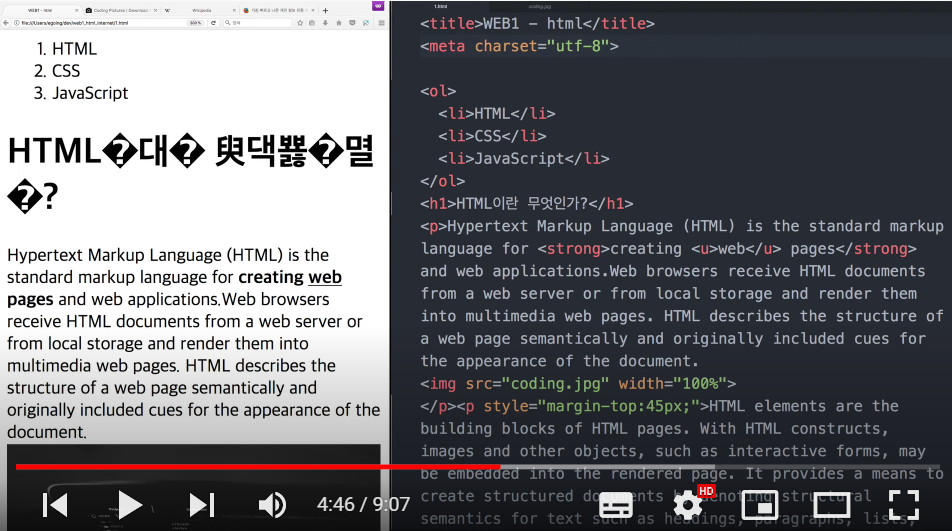 WEB1 - html
Coding Pictures | Download
Wikipedia
file:///Users/egoing/dev/web1_html_internet/1.html
300%
검색
1. HTML
2. CSS
3. JavaScript
HTML�대� 臾댁뾿�멸
�?
Hypertext Markup Language (HTML) is the
standard markup language for creating web
pages and web applications.Web browsers
receive HTML documents from a web server or
from local storage and render them into
multimedia web pages. HTML describes the
structure of a web page semantically and
originally included cues for the appearance of the
document.
1.html
coding.jpg
<title>WEB1 - html</title>
<meta charset="utf-8">
<ol>
<li>HTML</li>
<li>CSS</li>
<li>JavaScript</li>
</ol>
<h1>HTML이란 무엇인가?</h1>
<p>Hypertext Markup Language (HTML) is the standard markup
language for <strong>creating <u>web</u> pages</strong>
and web applications.Web browsers receive HTML documents
from a web server or from local storage and render them
into multimedia web pages. HTML describes the structure of
a web page semantically and originally included cues for
the appearance of the document.
<img src="coding.jpg" width="100%">
</p><p style="margin-top:45px;">HTML elements are the
building blocks of HTML pages. With HTML constructs,
images and other objects, such as interactive forms, may
be embedded into the rendered page. It provides a means to
create structured documents by denoting structural
semantics for text such as headings, paragraphs, lists,
4:46 / 9:07
HD